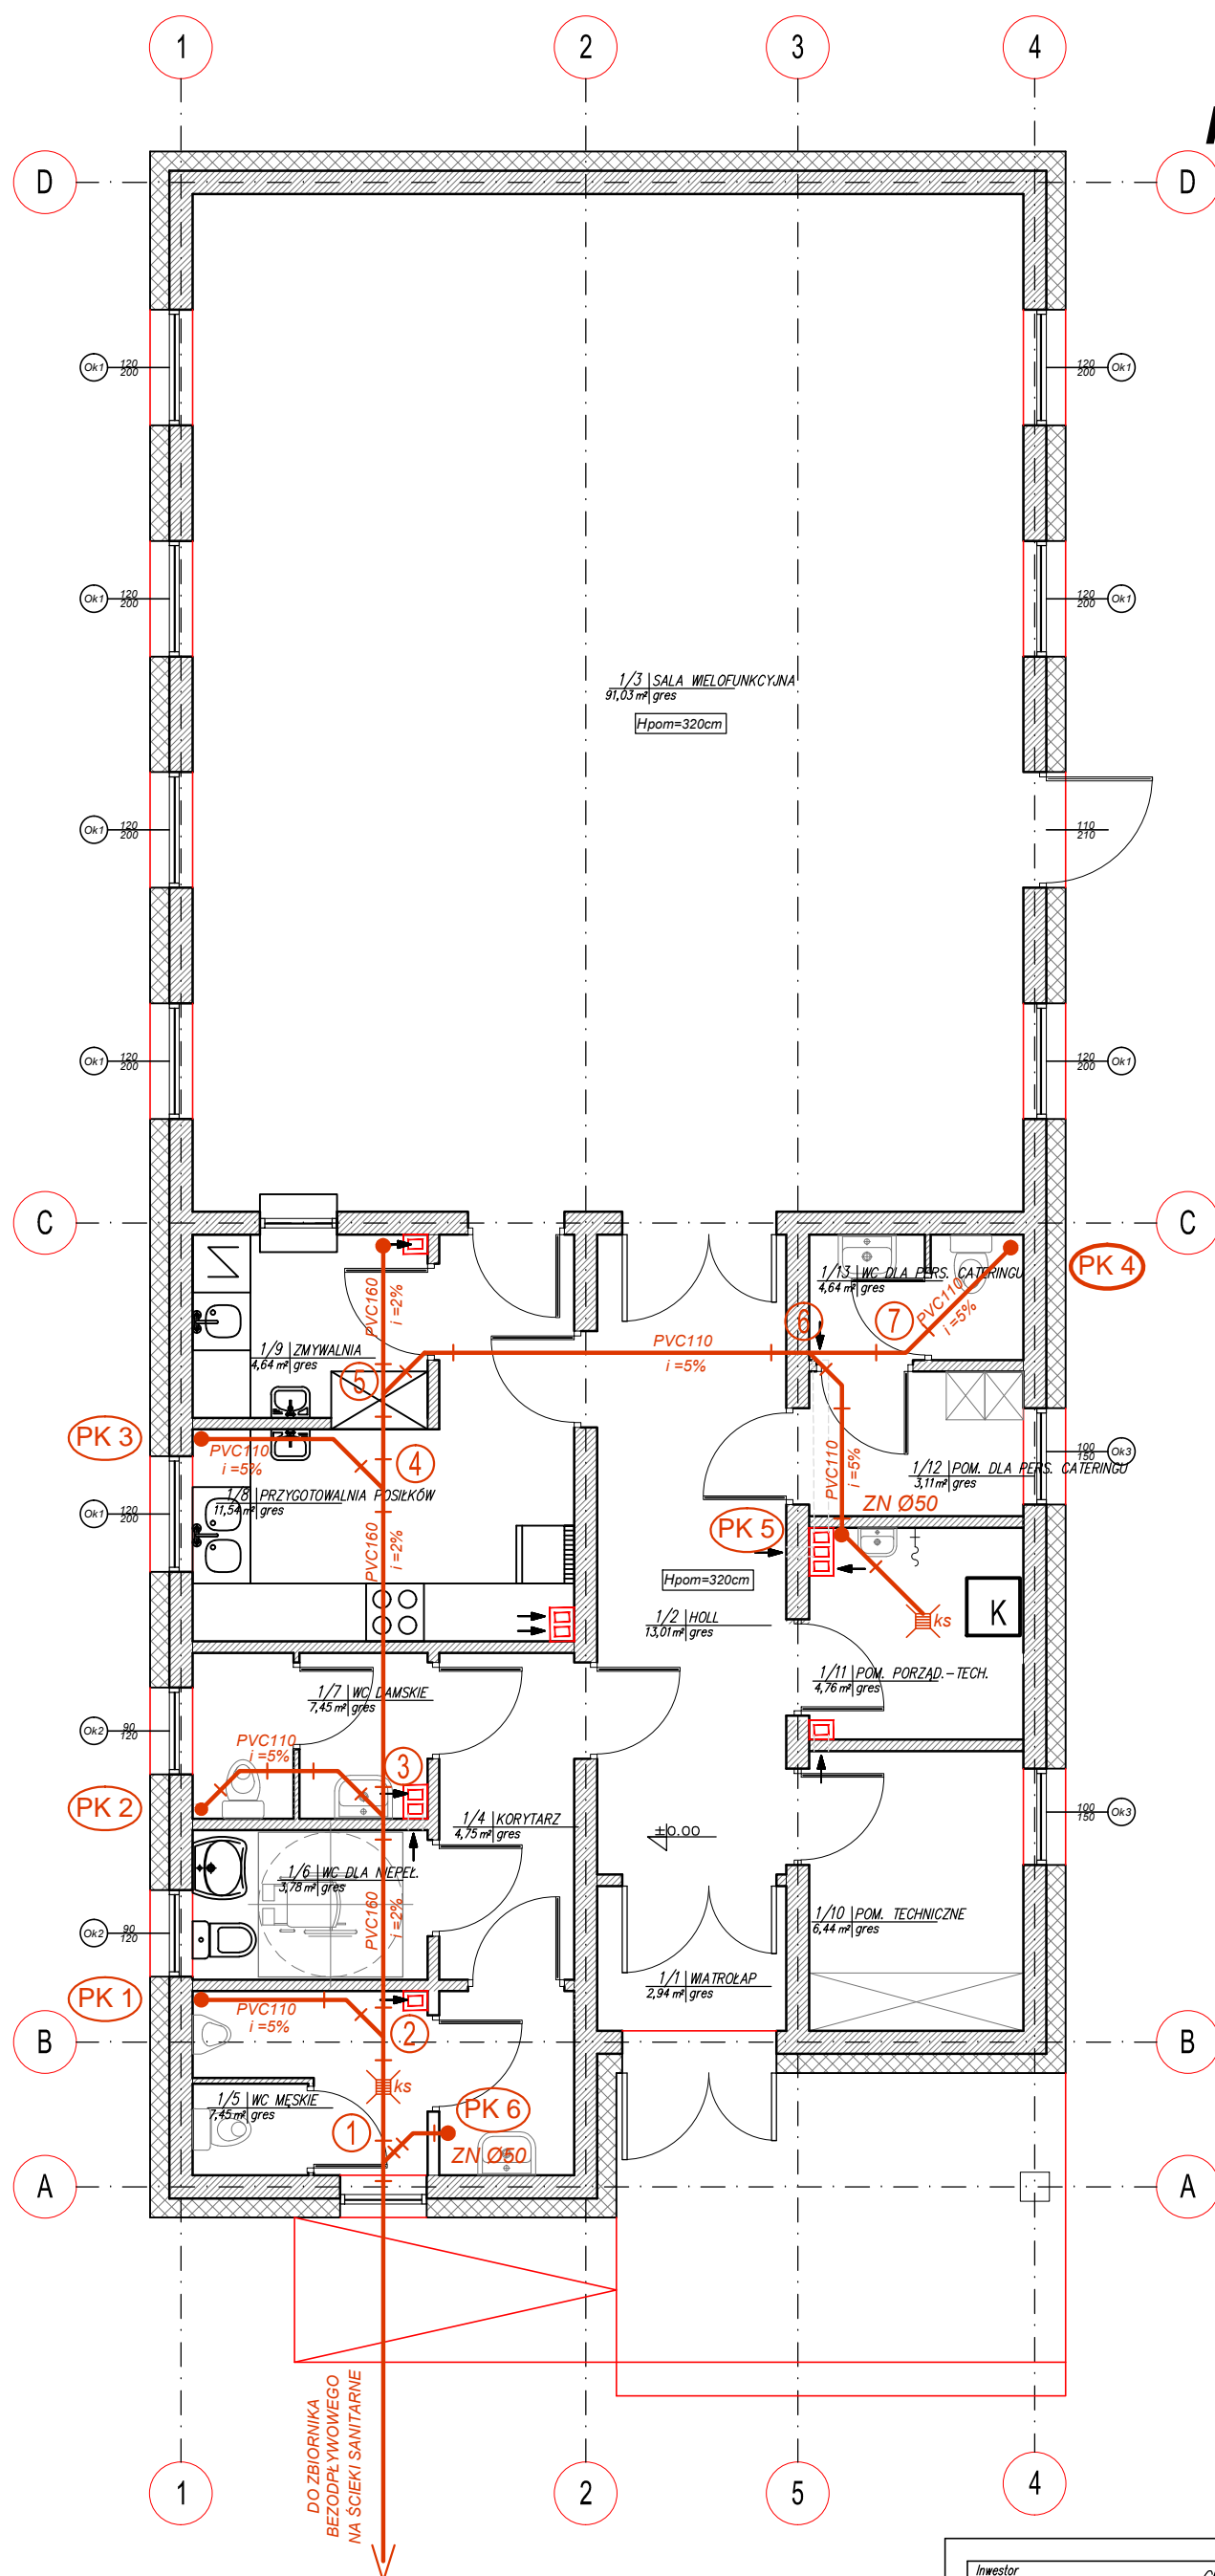 1
2
3
4
D
D
Ok1
120
200
120
200
Ok1
Ok1
120
200
120
200
Ok1
1/3 SALA WIELOFUNKCYJNA
91,03 m² gres
Hpom=320cm
Ok1
120
200
110
210
Ok1
120
200
120
200
Ok1
C
C
PK 4
1/13 WC DLA PERS. CATERINGU
4,64 m² gres
PVC160
i =2%
PVC110
i =5%
6
7
PVC110
i =5%
1/9 ZMYWALNIA
4,64 m² gres
5
PK 3
PVC110
i =5%
4
100
150
Ok3
1/12 POM. DLA PERS. CATERINGU
3,11 m² gres
PVC110
i =5%
1/8 PRZYGOTOWALNIA POSIŁKÓW
11,54 m² gres
ZN Ø50
Ok1
120
200
PK 5
PVC160
i =2%
Hpom=320cm
K
ks
1/2 HOLL
13,01 m² gres
1/11 POM. PORZĄD.-TECH.
4,76 m² gres
1/7 WC DAMSKIE
7,45 m² gres
Ok2
90
120
PVC110
i =5%
3
PK 2
1/4 KORYTARZ
4,75 m² gres
±0.00
100
150
Ok3
1/6 WC DLA NIEPEŁ.
3,78 m² gres
PVC160
i =2%
Ok2
90
120
1/10 POM. TECHNICZNE
6,44 m² gres
1/1 WIATROŁAP
2,94 m² gres
PK 1
PVC110
i =5%
2
B
B
ks
1/5 WC MĘSKIE
7,45 m² gres
PK 6
1
ZN Ø50
A
A
DO ZBIORNIKA
BEZODPŁYWOWEGO
NA ŚCIEKI SANITARNE
1
2
5
4
Inwestor